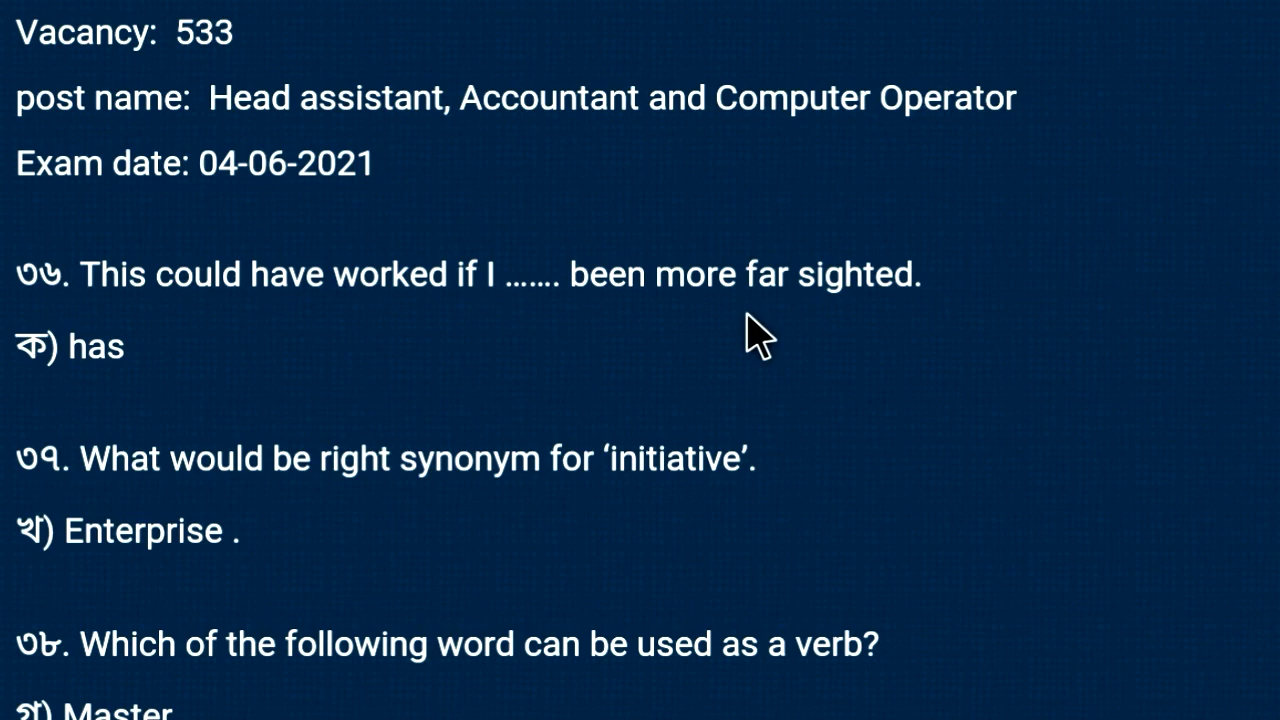 Vacancy: 533
post name: Head assistant, Accountant and Computer Operator
Exam date: 04-06-2021
৩৬. This could have worked if I ....... been more far sighted.
ক) has
৩৭. What would be right synonym for ‘initiative’.
খ) Enterprise .
৩৮. Which of the following word can be used as a verb?
গ) Master